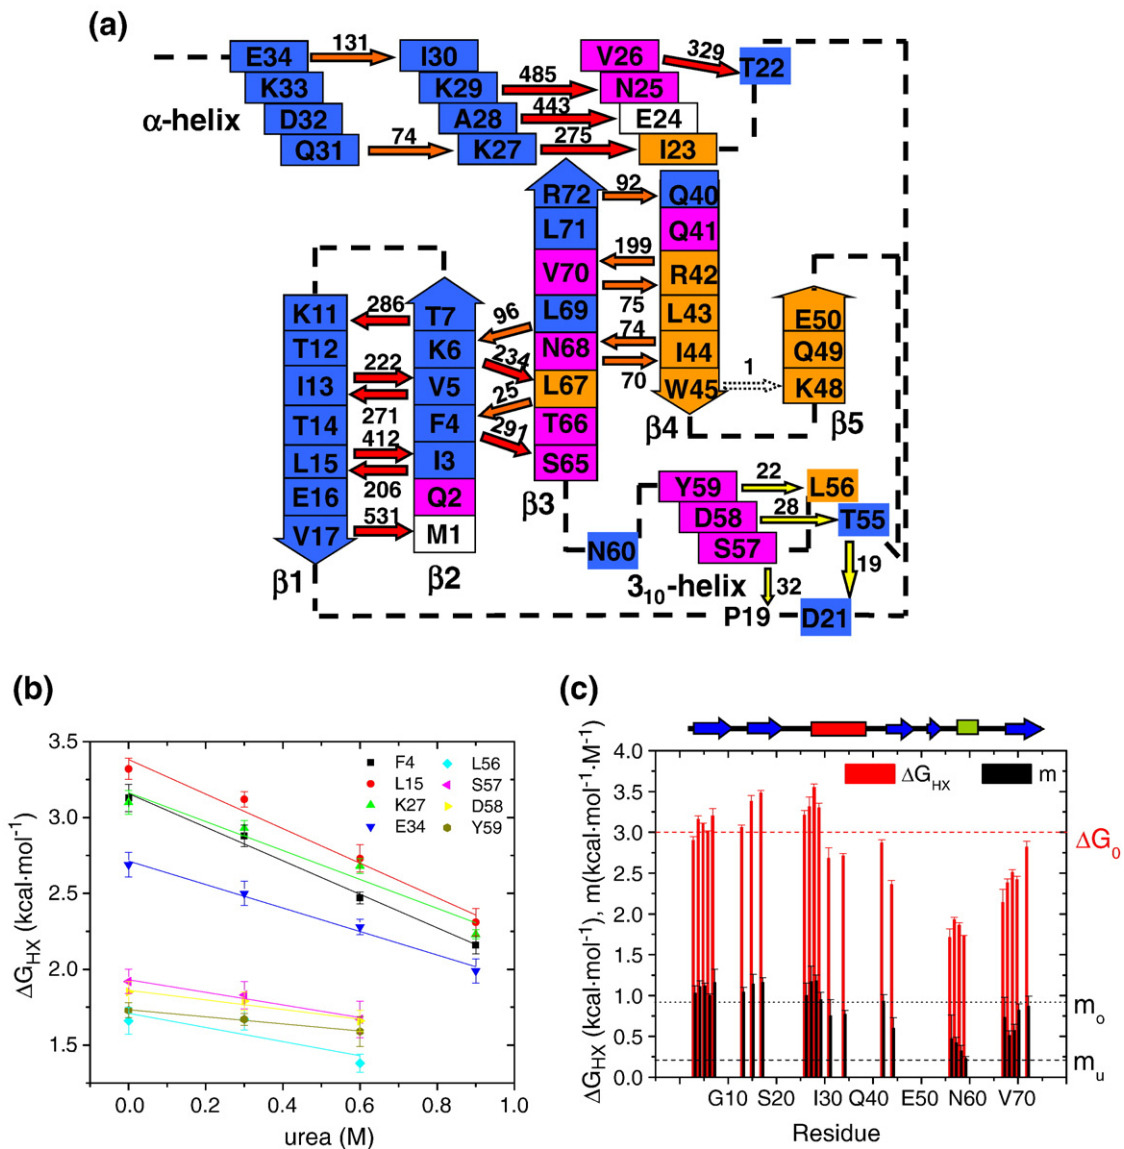 (a)
E34 131 I30 V26 329 T22
K33 K29 485 N25
α-helix D32 A28 443 E24
Q31 74 K27 275 I23
R72 92 Q40
L71 Q41
V70 199 R42
K11 286 T7 96 L69 75 L43 E50
T12 K6 234 N68 74 I44 Q49
I13 222 V5 25 L67 70 W45 1 K48
T14 271 F4 291 T66 β4 β5
L15 412 I3 S65
E16 206 Q2 β3 Y59 22 L56
V17 531 M1 N60 D58 28 T55
β1 β2 S57
3₁₀-helix 32 19
P19 D21
(b)
ΔG_HX (kcal·mol⁻¹)
3.5
3.0
2.5
2.0
1.5
F4 L56
L15 S57
K27 D58
E34 Y59
0.0 0.2 0.4 0.6 0.8 1.0
urea (M)
(c)
ΔG_HX (kcal·mol⁻¹), m(kcal·mol⁻¹·M⁻¹)
4.0
3.5
3.0
2.5
2.0
1.5
1.0
0.5
0.0
ΔG_HX m
ΔG₀
m_o
m_u
G10 S20 I30 Q40 E50 N60 V70
Residue